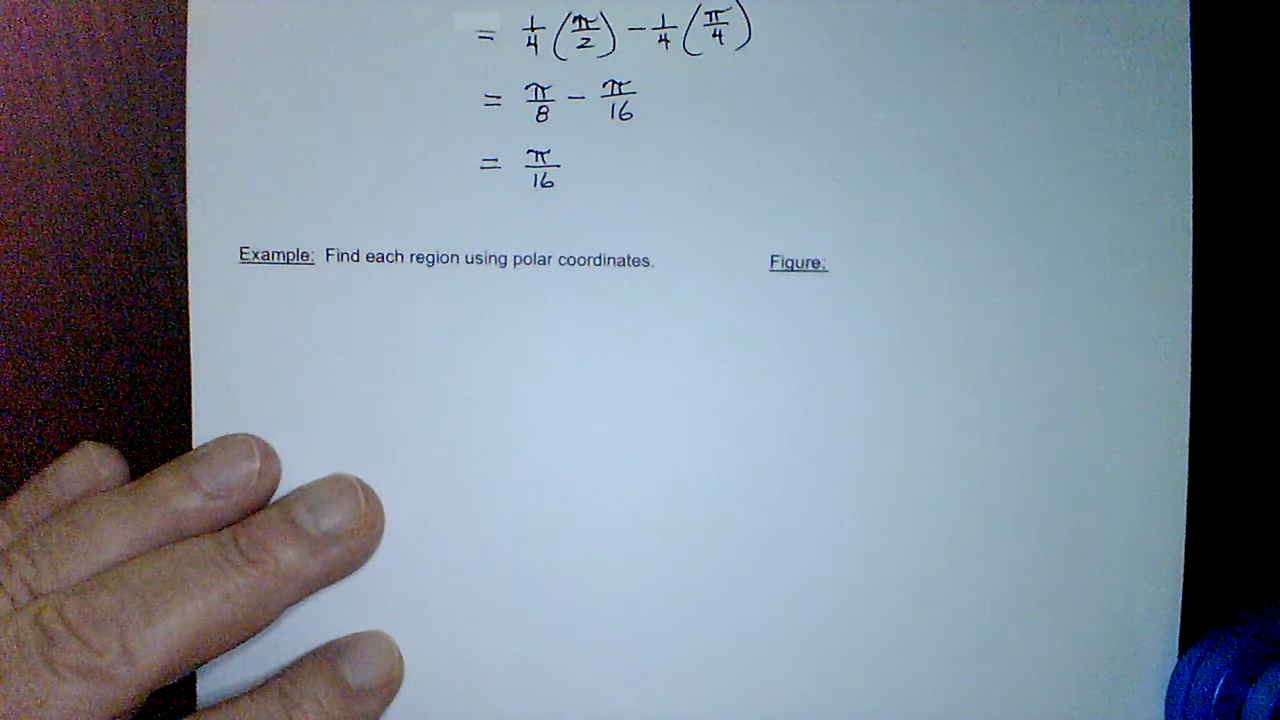 = 1/4 (π/2) - 1/4 (π/4)
= π/8 - π/16
= π/16
Example: Find each region using polar coordinates. Figure: